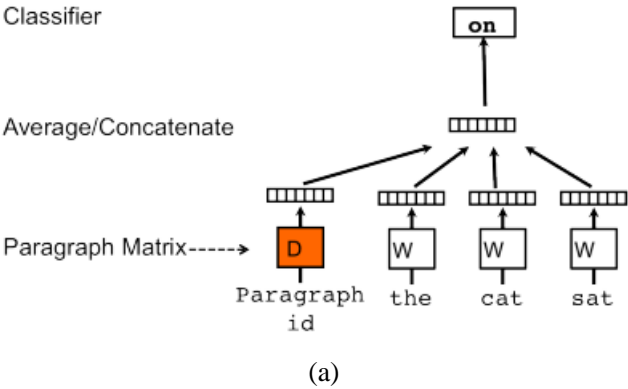 Classifier
on
Average/Concatenate
Paragraph Matrix
D
W
W
W
Paragraph
id
the
cat
sat
(a)